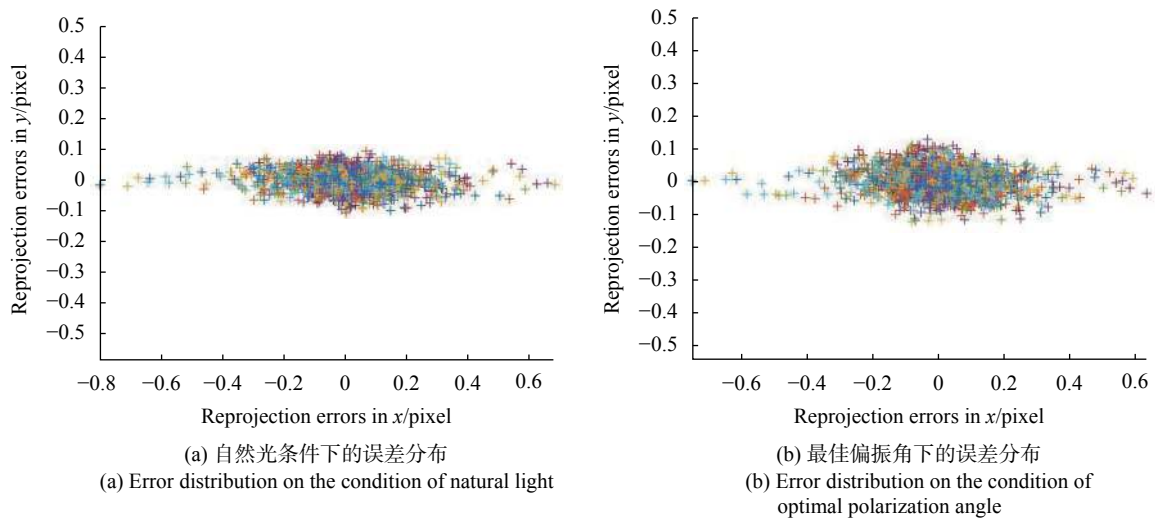 0.5
0.4
0.3
0.2
0.1
0
−0.1
−0.2
−0.3
−0.4
−0.5
Reprojection errors in y/pixel
−0.8 −0.6 −0.4 −0.2 0 0.2 0.4 0.6
Reprojection errors in x/pixel
(a) 自然光条件下的误差分布
(a) Error distribution on the condition of natural light
0.5
0.4
0.3
0.2
0.1
0
−0.1
−0.2
−0.3
−0.4
−0.5
Reprojection errors in y/pixel
−0.6 −0.4 −0.2 0 0.2 0.4 0.6
Reprojection errors in x/pixel
(b) 最佳偏振角下的误差分布
(b) Error distribution on the condition of
optimal polarization angle